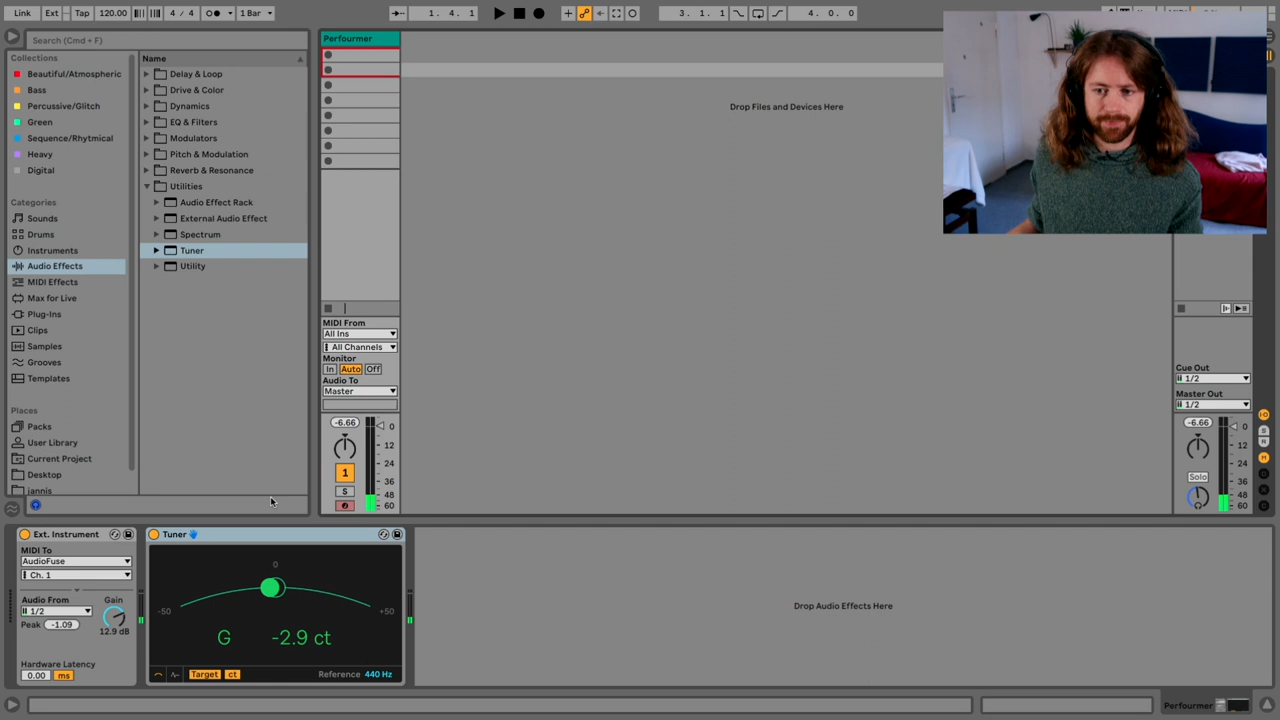 Link Ext Tap 120.00 4 / 4 1 Bar 1. 4. 1 3. 1. 1 4. 0. 0
Search (Cmd + F)
Collections
Beautiful/Atmospheric
Bass
Percussive/Glitch
Green
Sequence/Rhytmical
Heavy
Digital
Categories
Sounds
Drums
Instruments
Audio Effects
MIDI Effects
Max for Live
Plug-Ins
Clips
Samples
Grooves
Templates
Places
Packs
User Library
Current Project
Desktop
jannis
Name
Delay & Loop
Drive & Color
Dynamics
EQ & Filters
Modulators
Pitch & Modulation
Reverb & Resonance
Utilities
Audio Effect Rack
External Audio Effect
Spectrum
Tuner
Utility
Perfourmer
Drop Files and Devices Here
MIDI From
All Ins
All Channels
Monitor
In Auto Off
Audio To
Master
-6.66
0
12
24
36
48
60
1
S
Cue Out
1/2
Master Out
1/2
-6.66
0
12
24
36
48
60
Solo
Ext. Instrument
MIDI To
AudioFuse
Ch. 1
Audio From Gain
1/2
Peak -1.09
12.9 dB
Hardware Latency
0.00 ms
Tuner
0
-50 +50
G -2.9 ct
Target ct Reference 440 Hz
Drop Audio Effects Here
Perfourmer